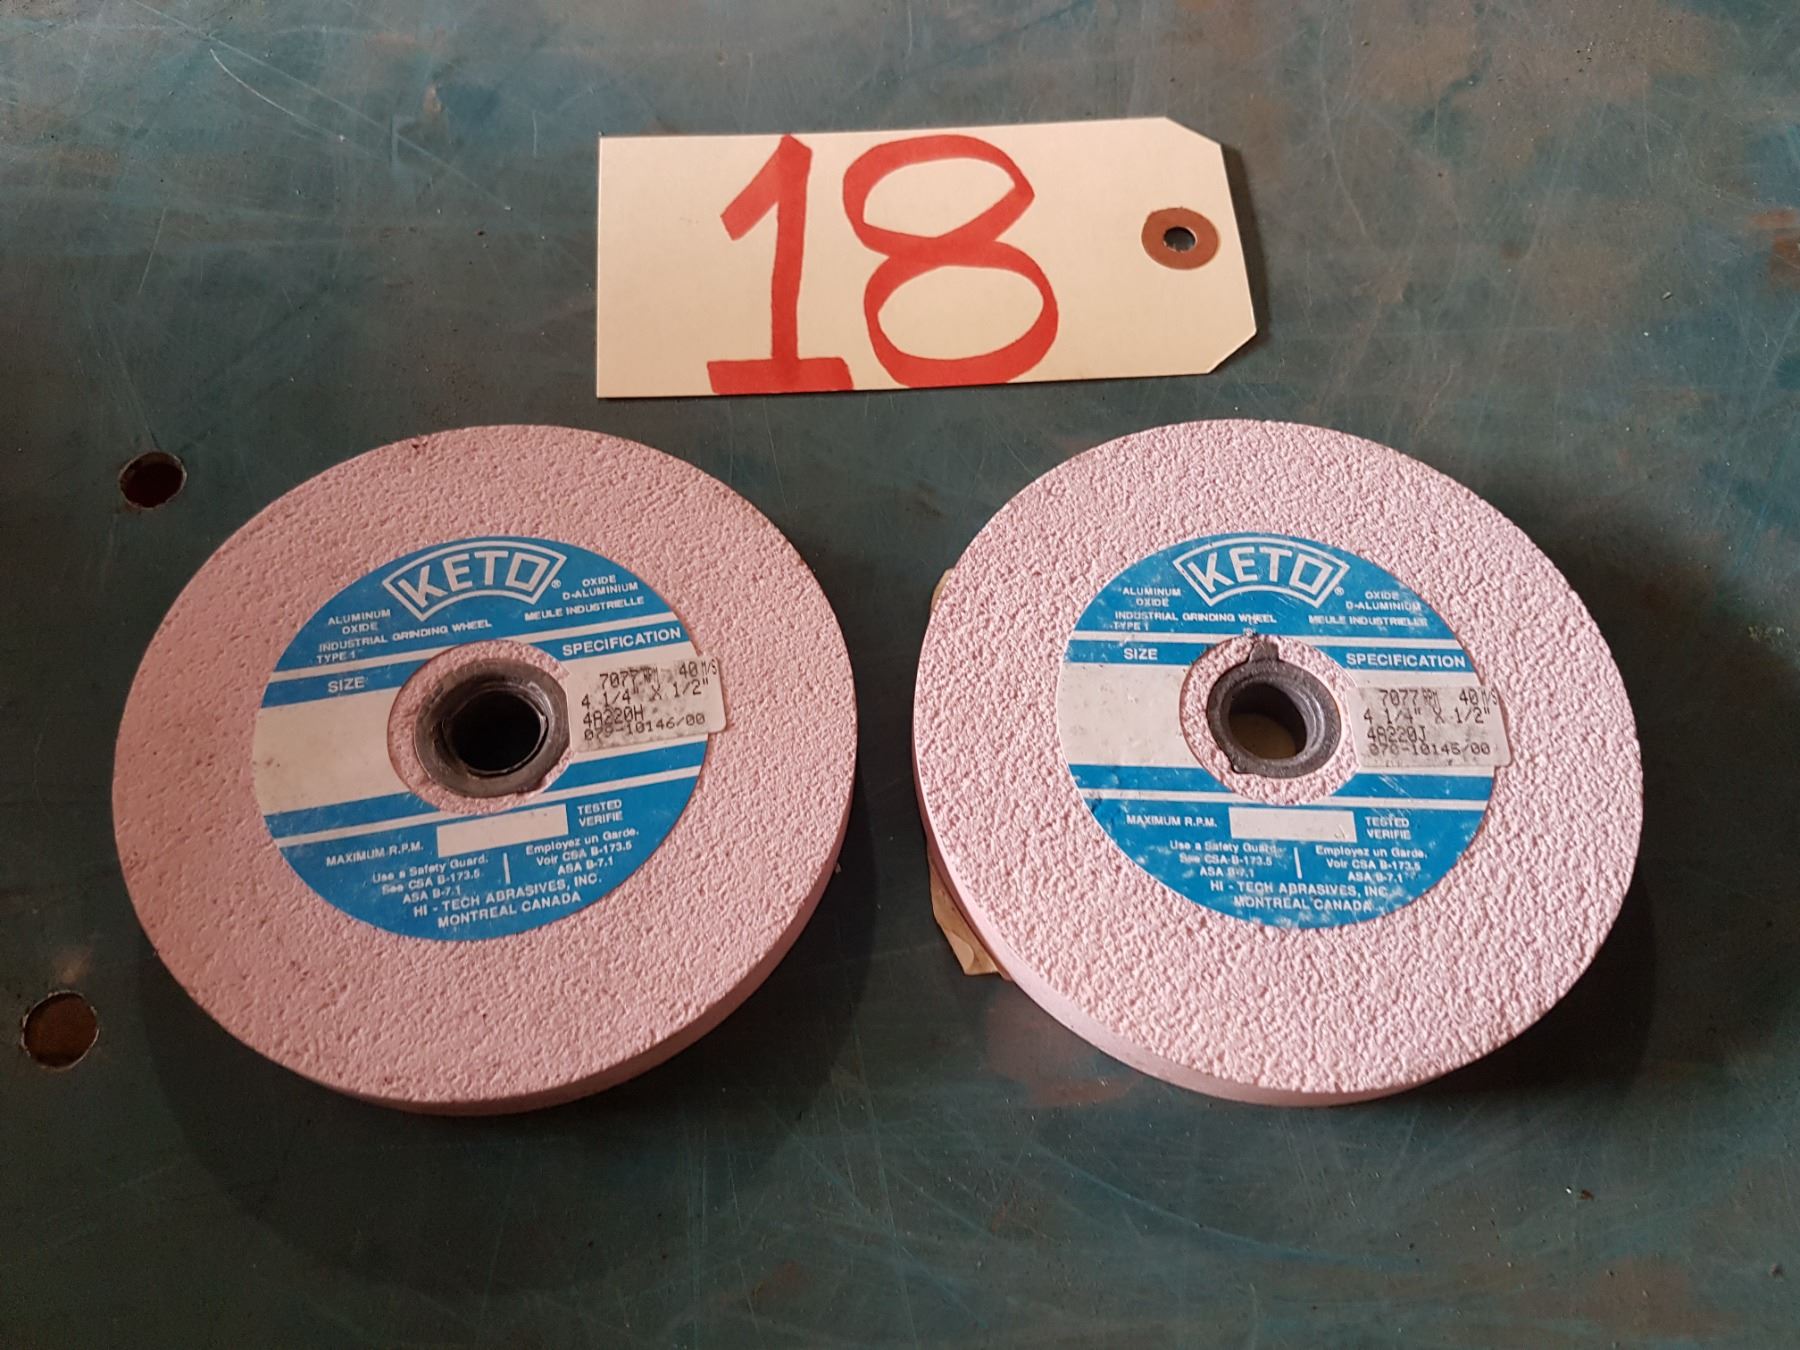 18
KETO®
ALUMINUM OXIDE
OXIDE D-ALUMINIUM
INDUSTRIAL GRINDING WHEEL
MEULE INDUSTRIELLE
TYPE 1
SIZE
SPECIFICATION
7077 RPM 40 M/S
4 1/4" X 1/2"
4A220H
078-10146/00
MAXIMUM R.P.M.
TESTED
VERIFIE
Use a Safety Guard.
See CSA B-173.5
ASA B-7.1
Employez un Garde.
Voir CSA B-173.5
ASA B-7.1
HI - TECH ABRASIVES, INC.
MONTREAL CANADA
KETO®
ALUMINUM OXIDE
OXIDE D-ALUMINIUM
INDUSTRIAL GRINDING WHEEL
MEULE INDUSTRIELLE
TYPE 1
SIZE
SPECIFICATION
7077 RPM 40 M/S
4 1/4" X 1/2"
4A220J
MAXIMUM R.P.M.
TESTED
VERIFIE
Use a Safety Guard.
See CSA B-173.5
ASA B-7.1
Employez un Garde.
Voir CSA B-173.5
ASA B-7.1
HI - TECH ABRASIVES, INC.
MONTREAL CANADA